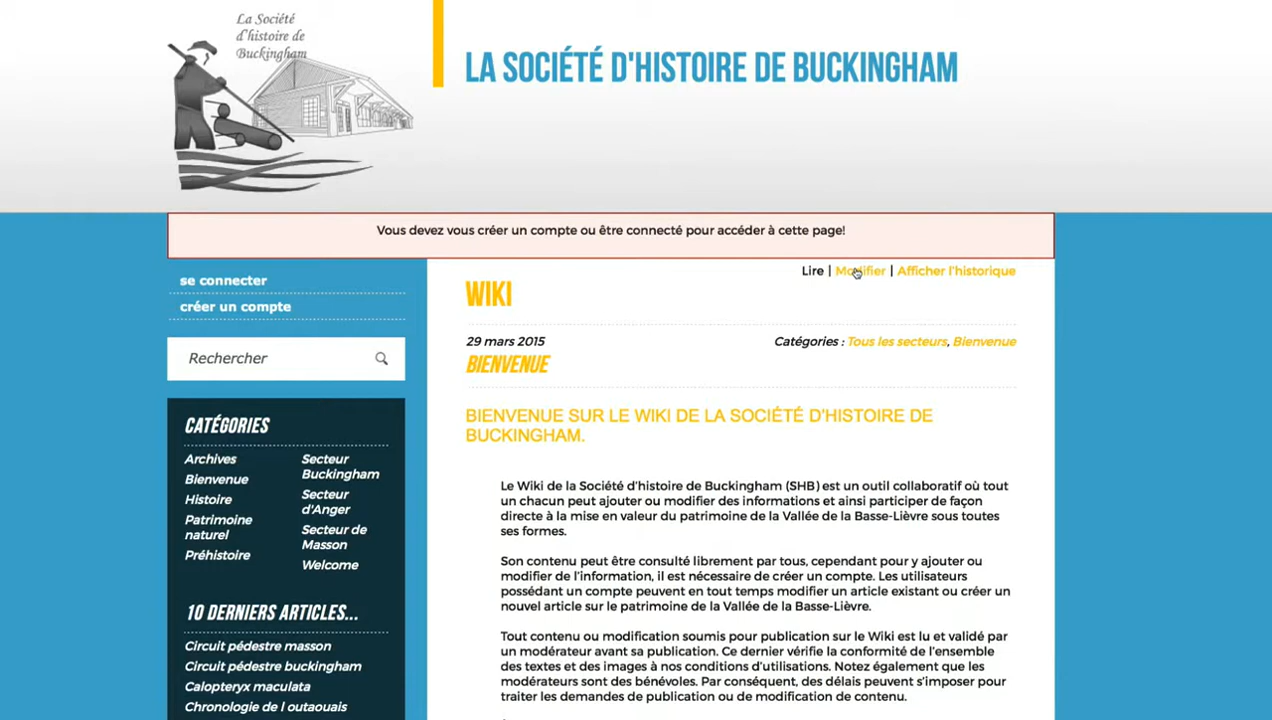 La Société
d'histoire de
Buckingham
LA SOCIÉTÉ D'HISTOIRE DE BUCKINGHAM
Vous devez vous créer un compte ou être connecté pour accéder à cette page!
se connecter
créer un compte
Rechercher
CATÉGORIES
Archives
Bienvenue
Histoire
Patrimoine
naturel
Préhistoire
Secteur
Buckingham
Secteur
d'Anger
Secteur de
Masson
Welcome
10 DERNIERS ARTICLES...
Circuit pédestre masson
Circuit pédestre buckingham
Calopteryx maculata
Chronologie de l outaouais
Lire | Modifier | Afficher l'historique
WIKI
29 mars 2015
Catégories : Tous les secteurs, Bienvenue
BIENVENUE
BIENVENUE SUR LE WIKI DE LA SOCIÉTÉ D'HISTOIRE DE
BUCKINGHAM.
Le Wiki de la Société d'histoire de Buckingham (SHB) est un outil collaboratif où tout
un chacun peut ajouter ou modifier des informations et ainsi participer de façon
directe à la mise en valeur du patrimoine de la Vallée de la Basse-Lièvre sous toutes
ses formes.
Son contenu peut être consulté librement par tous, cependant pour y ajouter ou
modifier de l'information, il est nécessaire de créer un compte. Les utilisateurs
possédant un compte peuvent en tout temps modifier un article existant ou créer un
nouvel article sur le patrimoine de la Vallée de la Basse-Lièvre.
Tout contenu ou modification soumis pour publication sur le Wiki est lu et validé par
un modérateur avant sa publication. Ce dernier vérifie la conformité de l'ensemble
des textes et des images à nos conditions d'utilisations. Notez également que les
modérateurs sont des bénévoles. Par conséquent, des délais peuvent s'imposer pour
traiter les demandes de publication ou de modification de contenu.